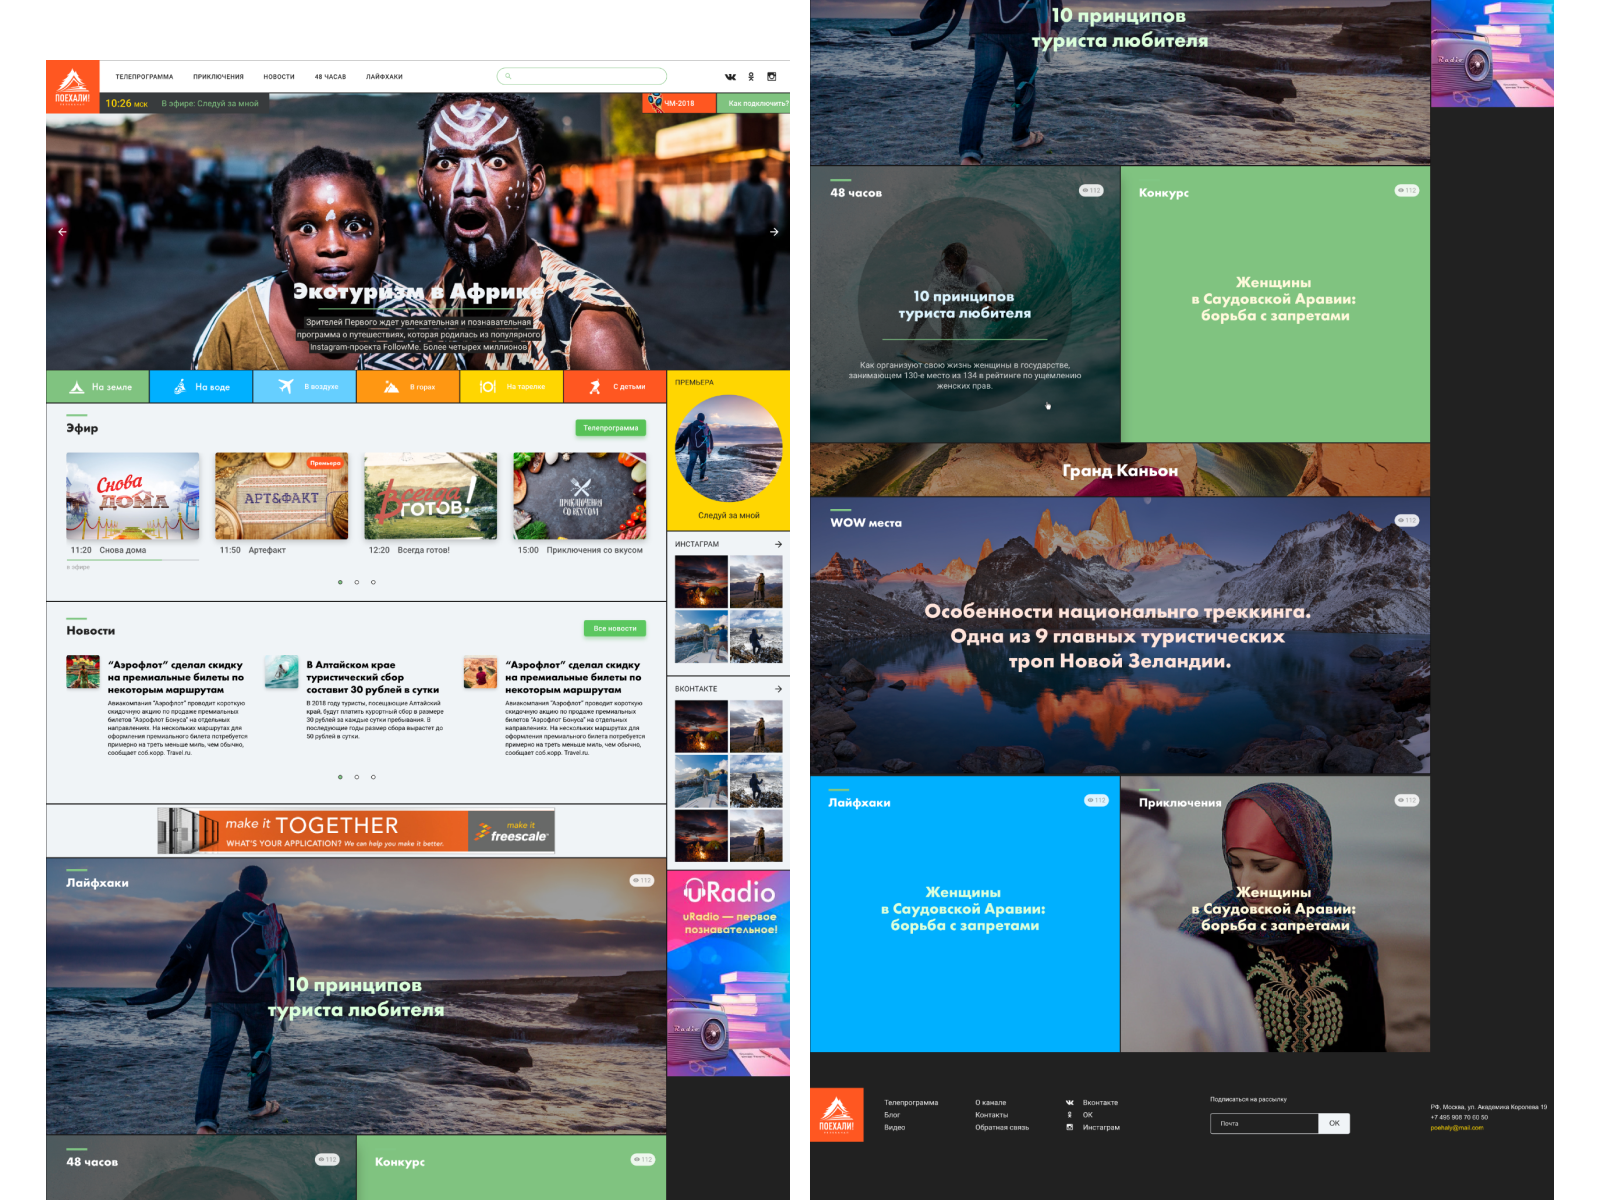 ТЕЛЕПРОГРАММА ПРИКЛЮЧЕНИЯ НОВОСТИ 48 ЧАСОВ ЛАЙФХАКИ
ПОЕХАЛИ!
10:26 МСК В эфире: Следуй за мной
ЧМ-2018 Как подключить?
Экотуризм в Африке
Зрителей Первого ждет увлекательная и познавательная
программа о путешествиях, которая родилась из популярного
Instagram-проекта FollowMe. Более четырех миллионов
На земле На воде В воздухе В горах На тарелке С детьми
Эфир
Телепрограмма
Снова ДОМА
Премьера
АРТ&ФАКТ
Всегда ГОТОВ!
ПРИКЛЮЧЕНИЯ СО ВКУСОМ
11:20 Снова дома
11:50 Артефакт
12:20 Всегда готов!
15:00 Приключения со вкусом
в эфире
Новости
Все новости
“Аэрофлот” сделал скидку
на премиальные билеты по
некоторым маршрутам
Авиакомпания “Аэрофлот” проводит короткую
скидочную акцию по продаже премиальных
билетов “Аэрофлот Бонуса” на отдельных
направлениях. На нескольких маршрутах для
оформления премиального билета потребуется
примерно на треть меньше миль, чем обычно,
сообщает соб.корр. Travel.ru.
В Алтайском крае
туристический сбор
составит 30 рублей в сутки
В 2018 году туристы, посещающие Алтайский
край, будут платить курортный сбор в размере
30 рублей за каждые сутки пребывания. В
последующие годы размер сбора вырастет до
50 рублей в сутки.
“Аэрофлот” сделал скидку
на премиальные билеты по
некоторым маршрутам
Авиакомпания “Аэрофлот” проводит короткую
скидочную акцию по продаже премиальных
билетов “Аэрофлот Бонуса” на отдельных
направлениях. На нескольких маршрутах для
оформления премиального билета потребуется
примерно на треть меньше миль, чем обычно,
сообщает соб.корр. Travel.ru.
make it TOGETHER
WHAT'S YOUR APPLICATION? We can help you make it better.
make it
freescale
ПРЕМЬЕРА
Следуй за мной
ИНСТАГРАМ
ВКОНТАКТЕ
uRadio
uRadio — первое
познавательное!
Radio
Лайфхаки
112
10 принципов
туриста любителя
48 часов
112
Конкурс
112
10 принципов
туриста любителя
Radio
48 часов
112
10 принципов
туриста любителя
Как организуют свою жизнь женщины в государстве,
занимающем 130-е место из 134 в рейтинге по ущемлению
женских прав.
Конкурс
112
Женщины
в Саудовской Аравии:
борьба с запретами
Гранд Каньон
WOW места
112
Особенности национальнго треккинга.
Одна из 9 главных туристических
троп Новой Зеландии.
Лайфхаки
112
Женщины
в Саудовской Аравии:
борьба с запретами
Приключения
112
Женщины
в Саудовской Аравии:
борьба с запретами
ПОЕХАЛИ!
Телепрограмма
Блог
Видео
О канале
Контакты
Обратная связь
Вконтакте
ОК
Инстаграм
Подписаться на рассылку
Почта
ОК
РФ, Москва, ул. Академика Королева 19
+7 495 908 70 60 50
poehaly@mail.com